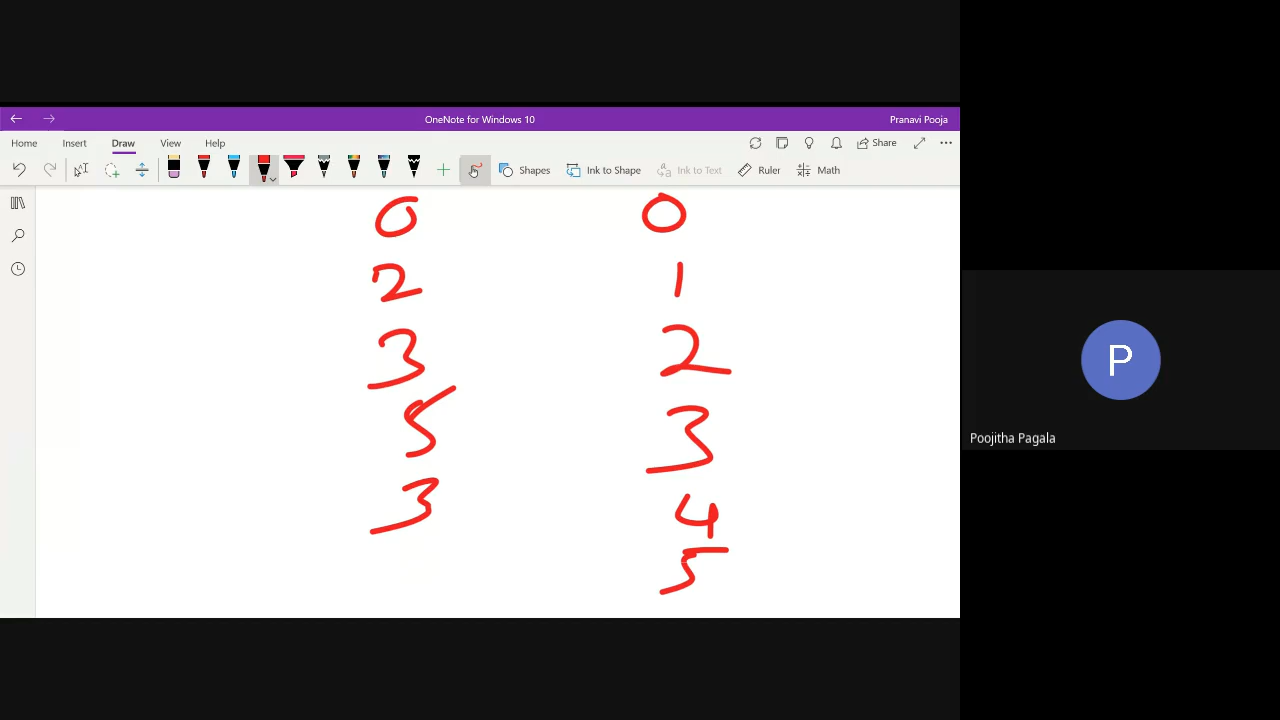 OneNote for Windows 10 Pranavi Pooja
Home Insert Draw View Help Share
Shapes Ink to Shape Ink to Text Ruler Math
0 0
2 1
3 2
5 3
3 4
5
P
Poojitha Pagala